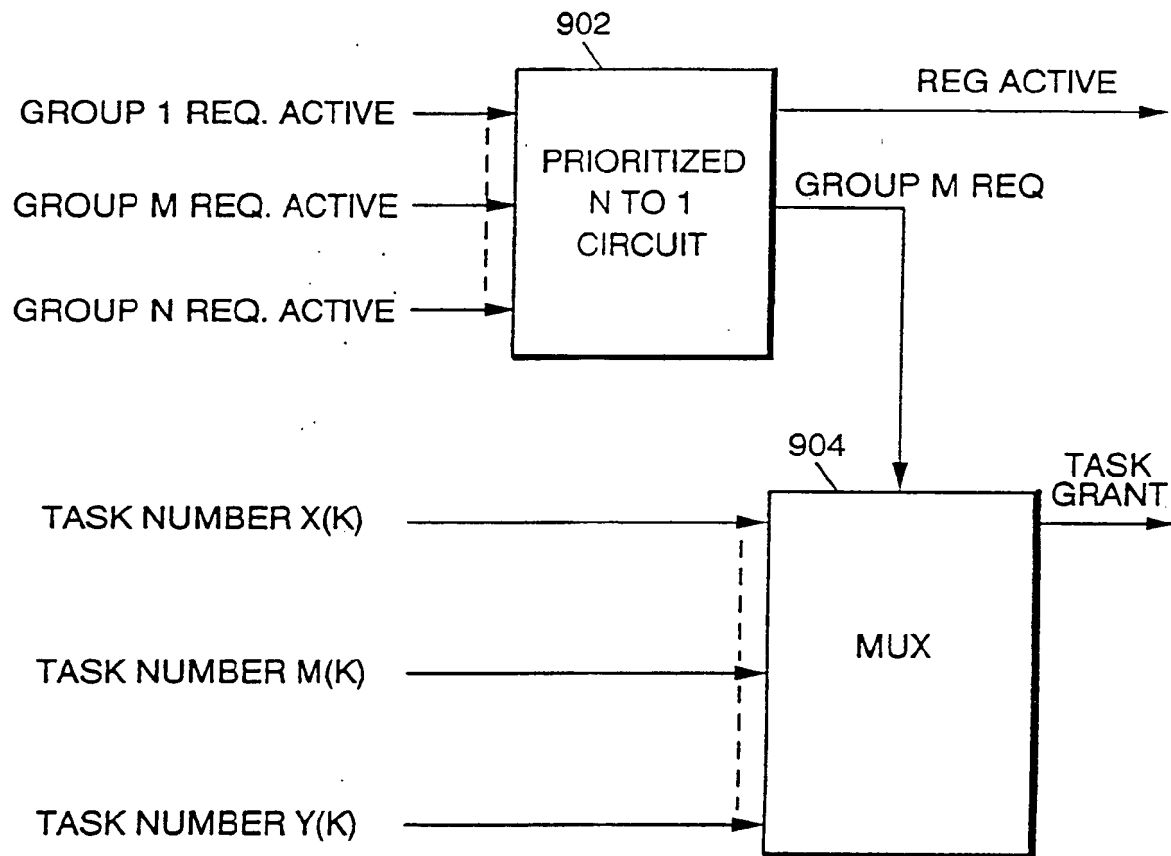 902
GROUP 1 REQ. ACTIVE
GROUP M REQ. ACTIVE
GROUP N REQ. ACTIVE
PRIORITIZED
N TO 1
CIRCUIT
REG ACTIVE
GROUP M REQ
904
TASK NUMBER X(K)
TASK NUMBER M(K)
TASK NUMBER Y(K)
MUX
TASK
GRANT